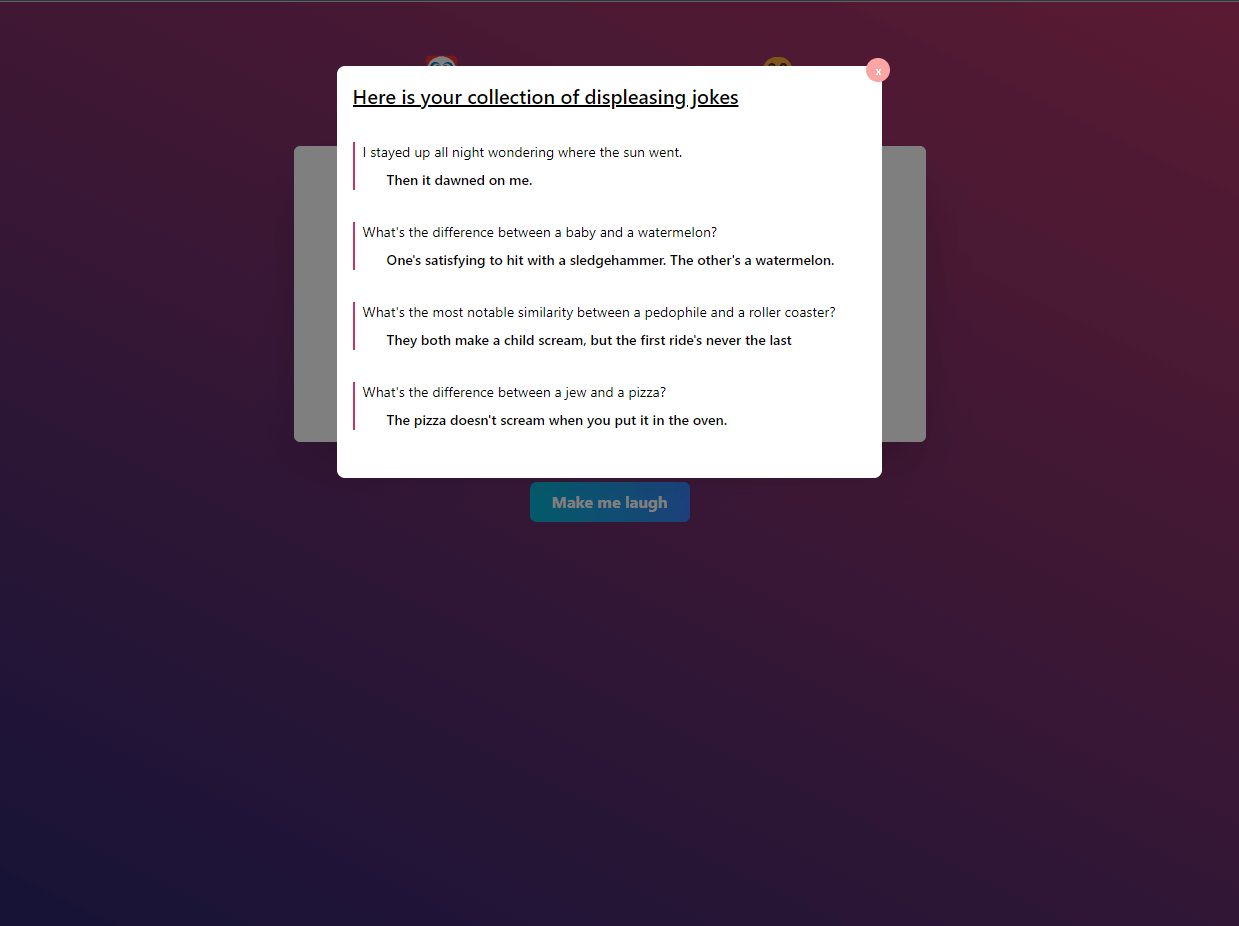 x
Here is your collection of displeasing jokes
I stayed up all night wondering where the sun went.
Then it dawned on me.
What's the difference between a baby and a watermelon?
One's satisfying to hit with a sledgehammer. The other's a watermelon.
What's the most notable similarity between a pedophile and a roller coaster?
They both make a child scream, but the first ride's never the last
What's the difference between a jew and a pizza?
The pizza doesn't scream when you put it in the oven.
Make me laugh